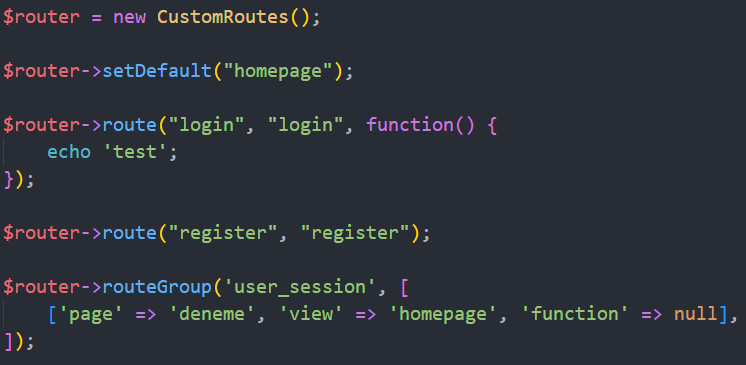 $router = new CustomRoutes();
$router->setDefault("homepage");
$router->route("login", "login", function() {
    echo 'test';
});
$router->route("register", "register");
$router->routeGroup('user_session', [
    ['page' => 'deneme', 'view' => 'homepage', 'function' => null],
]);